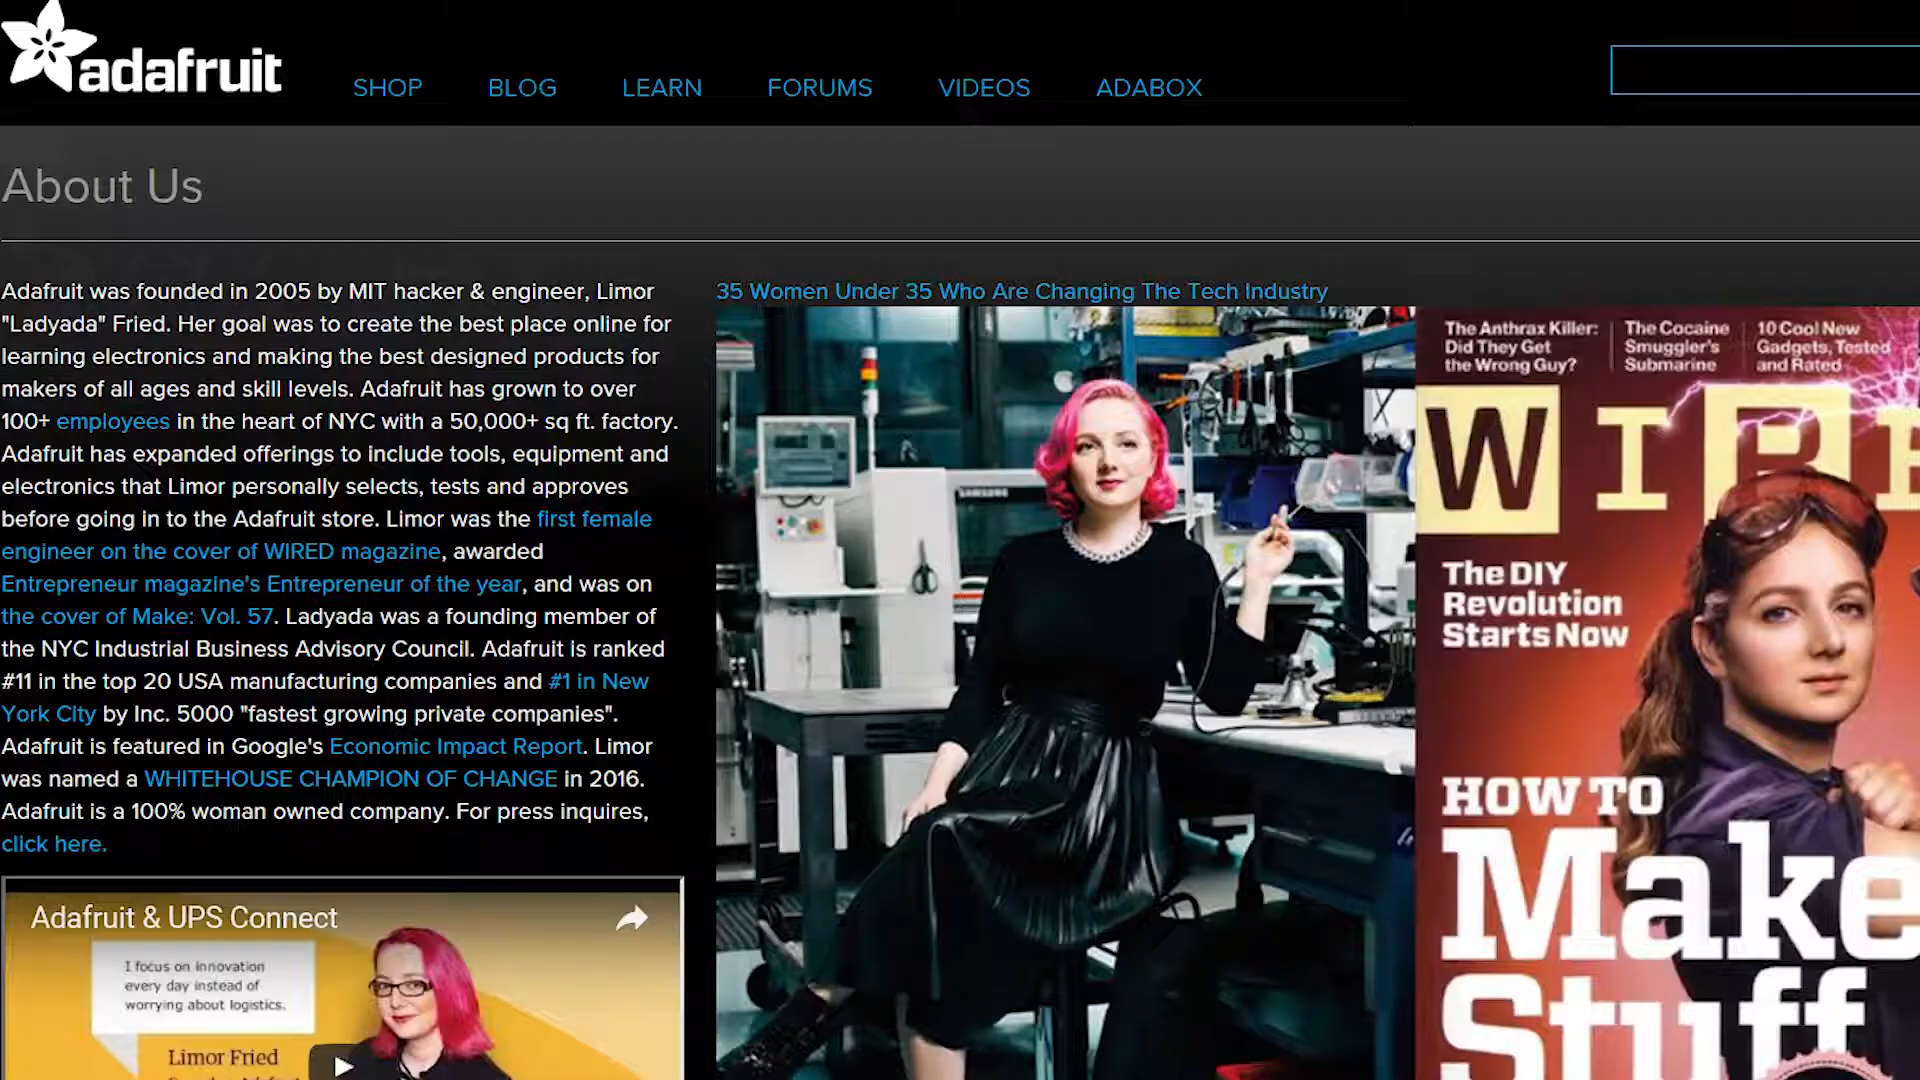 adafruit
SHOP BLOG LEARN FORUMS VIDEOS ADABOX
About Us
Adafruit was founded in 2005 by MIT hacker & engineer, Limor
"Ladyada" Fried. Her goal was to create the best place online for
learning electronics and making the best designed products for
makers of all ages and skill levels. Adafruit has grown to over
100+ employees in the heart of NYC with a 50,000+ sq ft. factory.
Adafruit has expanded offerings to include tools, equipment and
electronics that Limor personally selects, tests and approves
before going in to the Adafruit store. Limor was the first female
engineer on the cover of WIRED magazine, awarded
Entrepreneur magazine's Entrepreneur of the year, and was on
the cover of Make: Vol. 57. Ladyada was a founding member of
the NYC Industrial Business Advisory Council. Adafruit is ranked
#11 in the top 20 USA manufacturing companies and #1 in New
York City by Inc. 5000 "fastest growing private companies".
Adafruit is featured in Google's Economic Impact Report. Limor
was named a WHITEHOUSE CHAMPION OF CHANGE in 2016.
Adafruit is a 100% woman owned company. For press inquires,
click here.
Adafruit & UPS Connect
I focus on innovation
every day instead of
worrying about logistics.
Limor Fried
35 Women Under 35 Who Are Changing The Tech Industry
SAMSUNG
The Anthrax Killer:
Did They Get
the Wrong Guy?
The Cocaine
Smuggler's
Submarine
10 Cool New
Gadgets, Tested
and Rated
WIRE
The DIY
Revolution
Starts Now
HOW TO
Make
Stuff